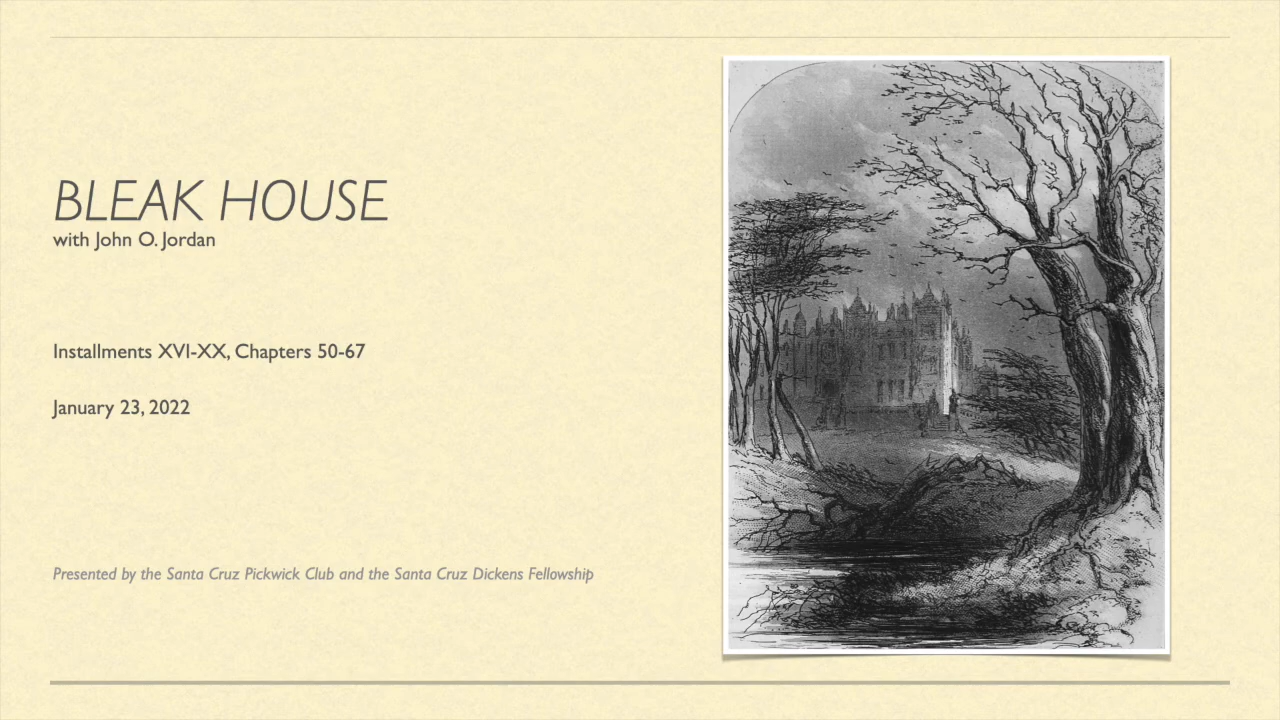 BLEAK HOUSE
with John O. Jordan
Installments XVI-XX, Chapters 50-67
January 23, 2022
Presented by the Santa Cruz Pickwick Club and the Santa Cruz Dickens Fellowship